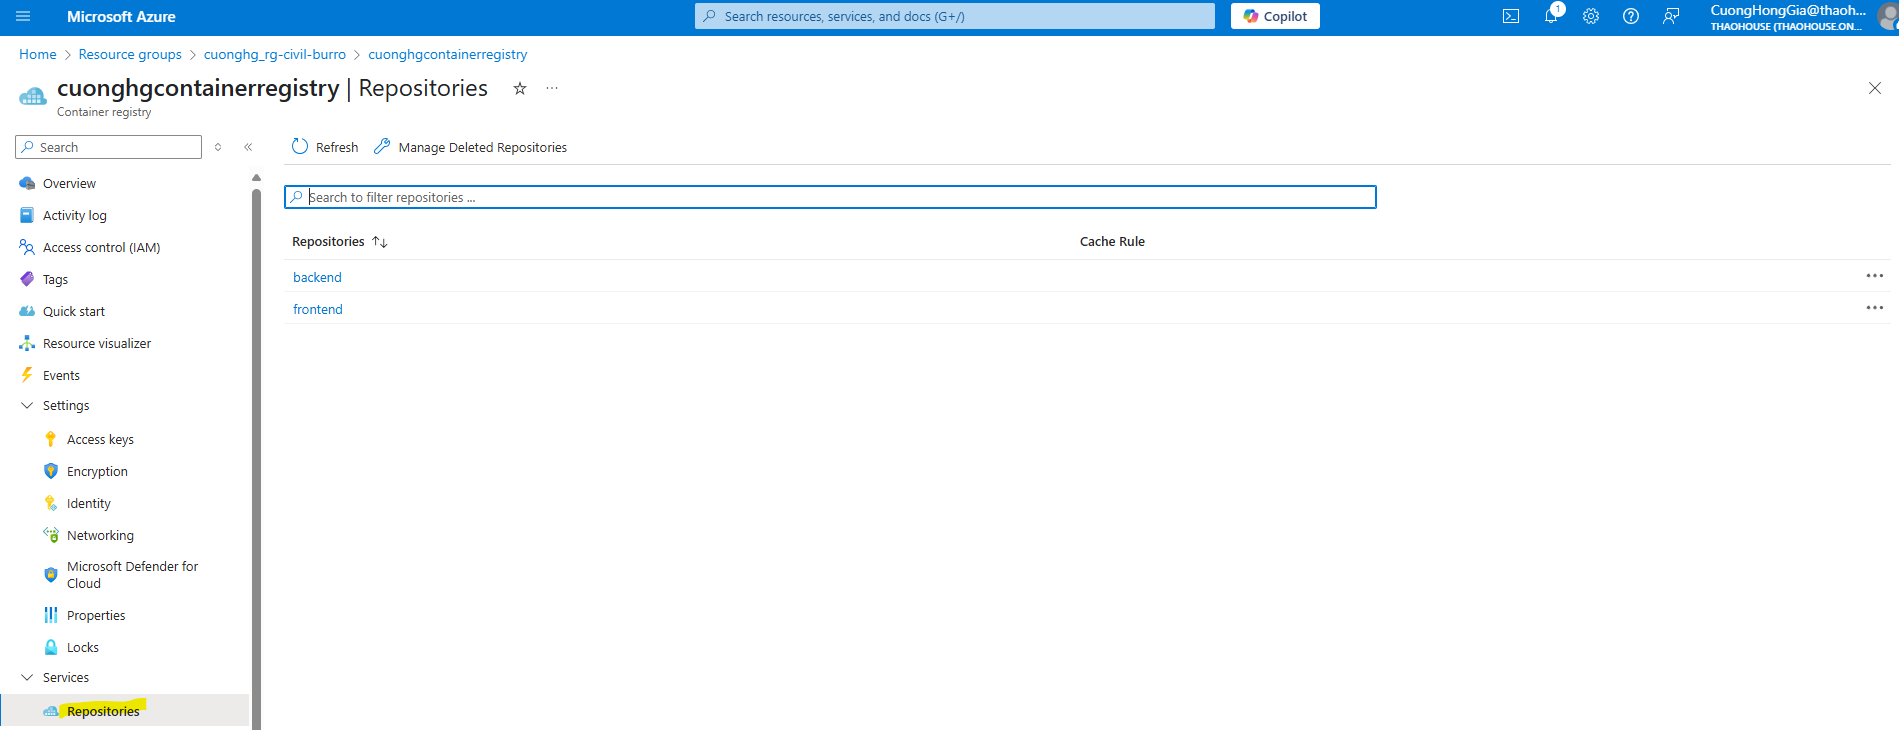 Microsoft Azure
Search resources, services, and docs (G+/)
Copilot
1
CuongHongGia@thaoh...
THAOHOUSE (THAOHOUSE.ON...
Home > Resource groups > cuonghg_rg-civil-burro > cuonghgcontainerregistry
cuonghgcontainerregistry | Repositories
Container registry
Search
Refresh
Manage Deleted Repositories
Overview
Activity log
Access control (IAM)
Tags
Quick start
Resource visualizer
Events
Settings
Access keys
Encryption
Identity
Networking
Microsoft Defender for
Cloud
Properties
Locks
Services
Repositories
Search to filter repositories ...
Repositories
Cache Rule
backend
frontend